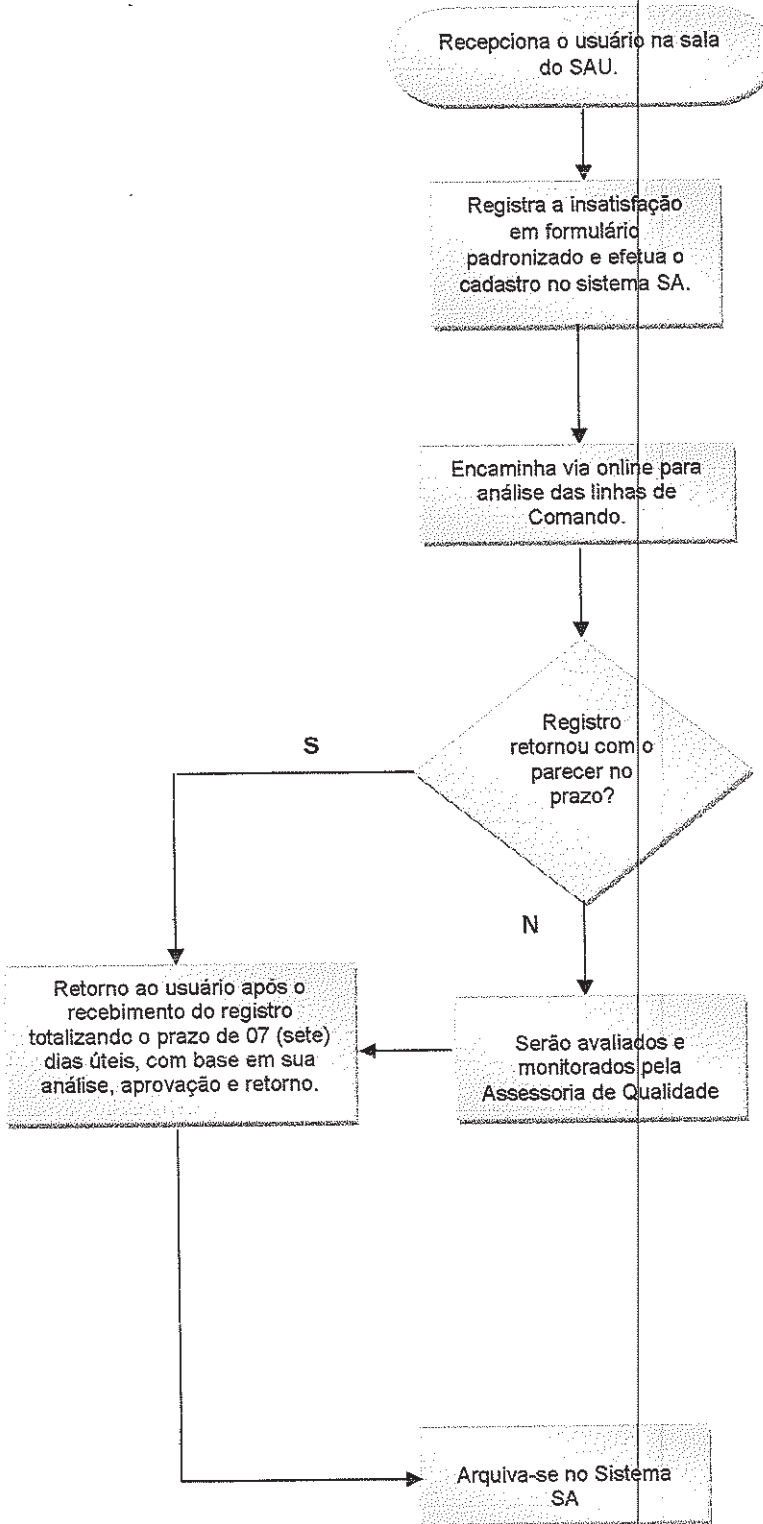 Recepciona o usuário na sala
do SAU.
Registra a insatisfação
em formulário
padronizado e efetua o
cadastro no sistema SA.
Encaminha via online para
análise das linhas de
Comando.
Registro
retornou com o
parecer no
prazo?
S
N
Retorno ao usuário após o
recebimento do registro
totalizando o prazo de 07 (sete)
dias úteis, com base em sua
análise, aprovação e retorno.
Serão avaliados e
monitorados pela
Assessoria de Qualidade
Arquiva-se no Sistema
SA